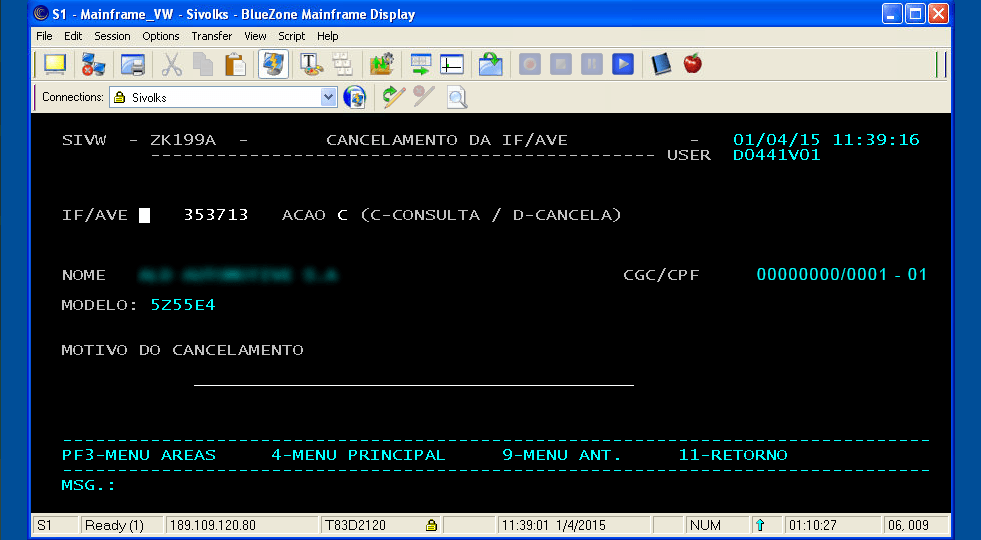 S1 - Mainframe_VW - Sivolks - BlueZone Mainframe Display
File Edit Session Options Transfer View Script Help
Connections: Sivolks
SIVW - ZK199A - CANCELAMENTO DA IF/AVE - 01/04/15 11:39:16
---------------------------------------------- USER D0441V01
IF/AVE 353713 ACAO C (C-CONSULTA / D-CANCELA)
NOME CGC/CPF 00000000/0001 - 01
MODELO: 5Z55E4
MOTIVO DO CANCELAMENTO
-------------------------------------------------------------------------------
PF3-MENU AREAS 4-MENU PRINCIPAL 9-MENU ANT. 11-RETORNO
-------------------------------------------------------------------------------
MSG.:
S1 Ready (1) 189.109.120.80 T83D2120 11:39:01 1/4/2015 NUM 01:10:27 06, 009